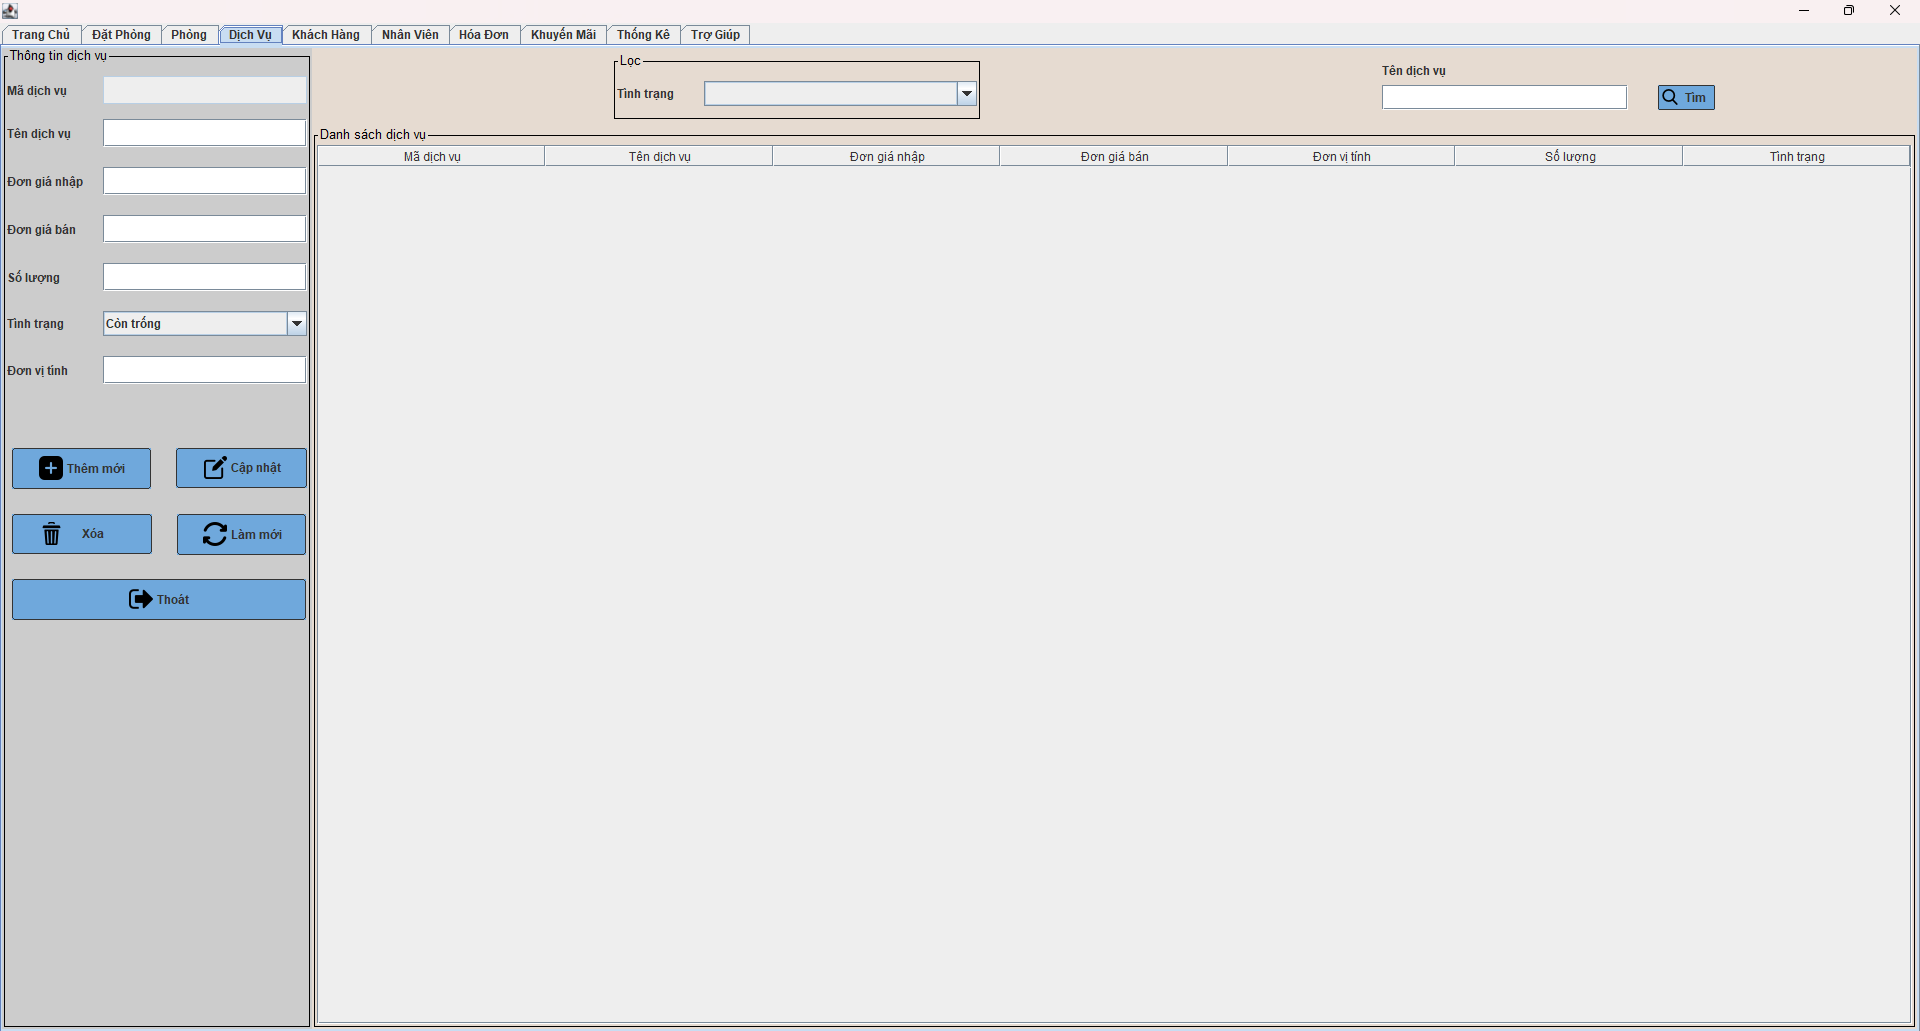 Trang Chủ Đặt Phòng Phòng Dịch Vụ Khách Hàng Nhân Viên Hóa Đơn Khuyến Mãi Thống Kê Trợ Giúp
Thông tin dịch vụ
Mã dịch vụ
Tên dịch vụ
Đơn giá nhập
Đơn giá bán
Số lượng
Tình trạng Còn trống
Đơn vị tính
Thêm mới Cập nhật
Xóa Làm mới
Thoát
Lọc
Tình trạng
Tên dịch vụ
Tìm
Danh sách dịch vụ
Mã dịch vụ Tên dịch vụ Đơn giá nhập Đơn giá bán Đơn vị tính Số lượng Tình trạng